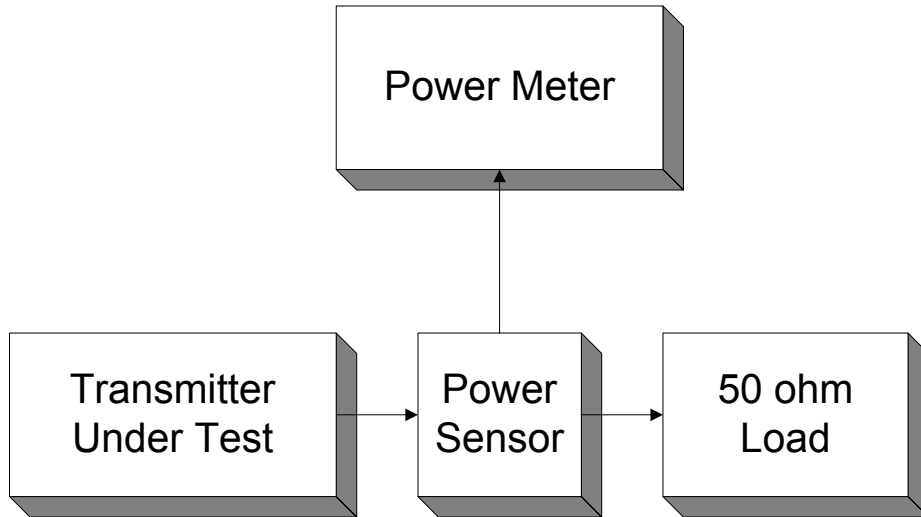 Power Meter
Transmitter
Under Test
Power
Sensor
50 ohm
Load